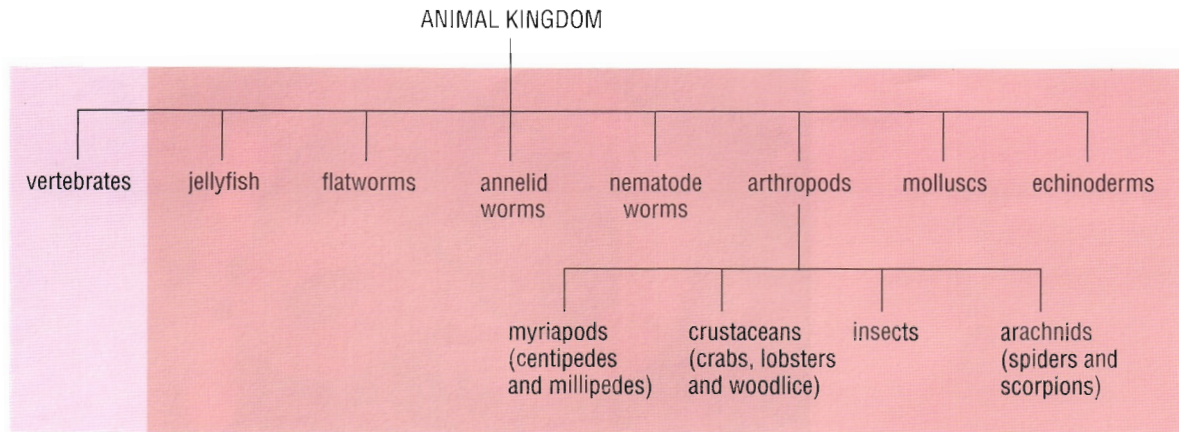 ANIMAL KINGDOM
vertebrates
jellyfish
flatworms
annelid
worms
nematode
worms
arthropods
molluscs
echinoderms
myriapods
(centipedes
and millipedes)
crustaceans
(crabs, lobsters
and woodlice)
insects
arachnids
(spiders and
scorpions)